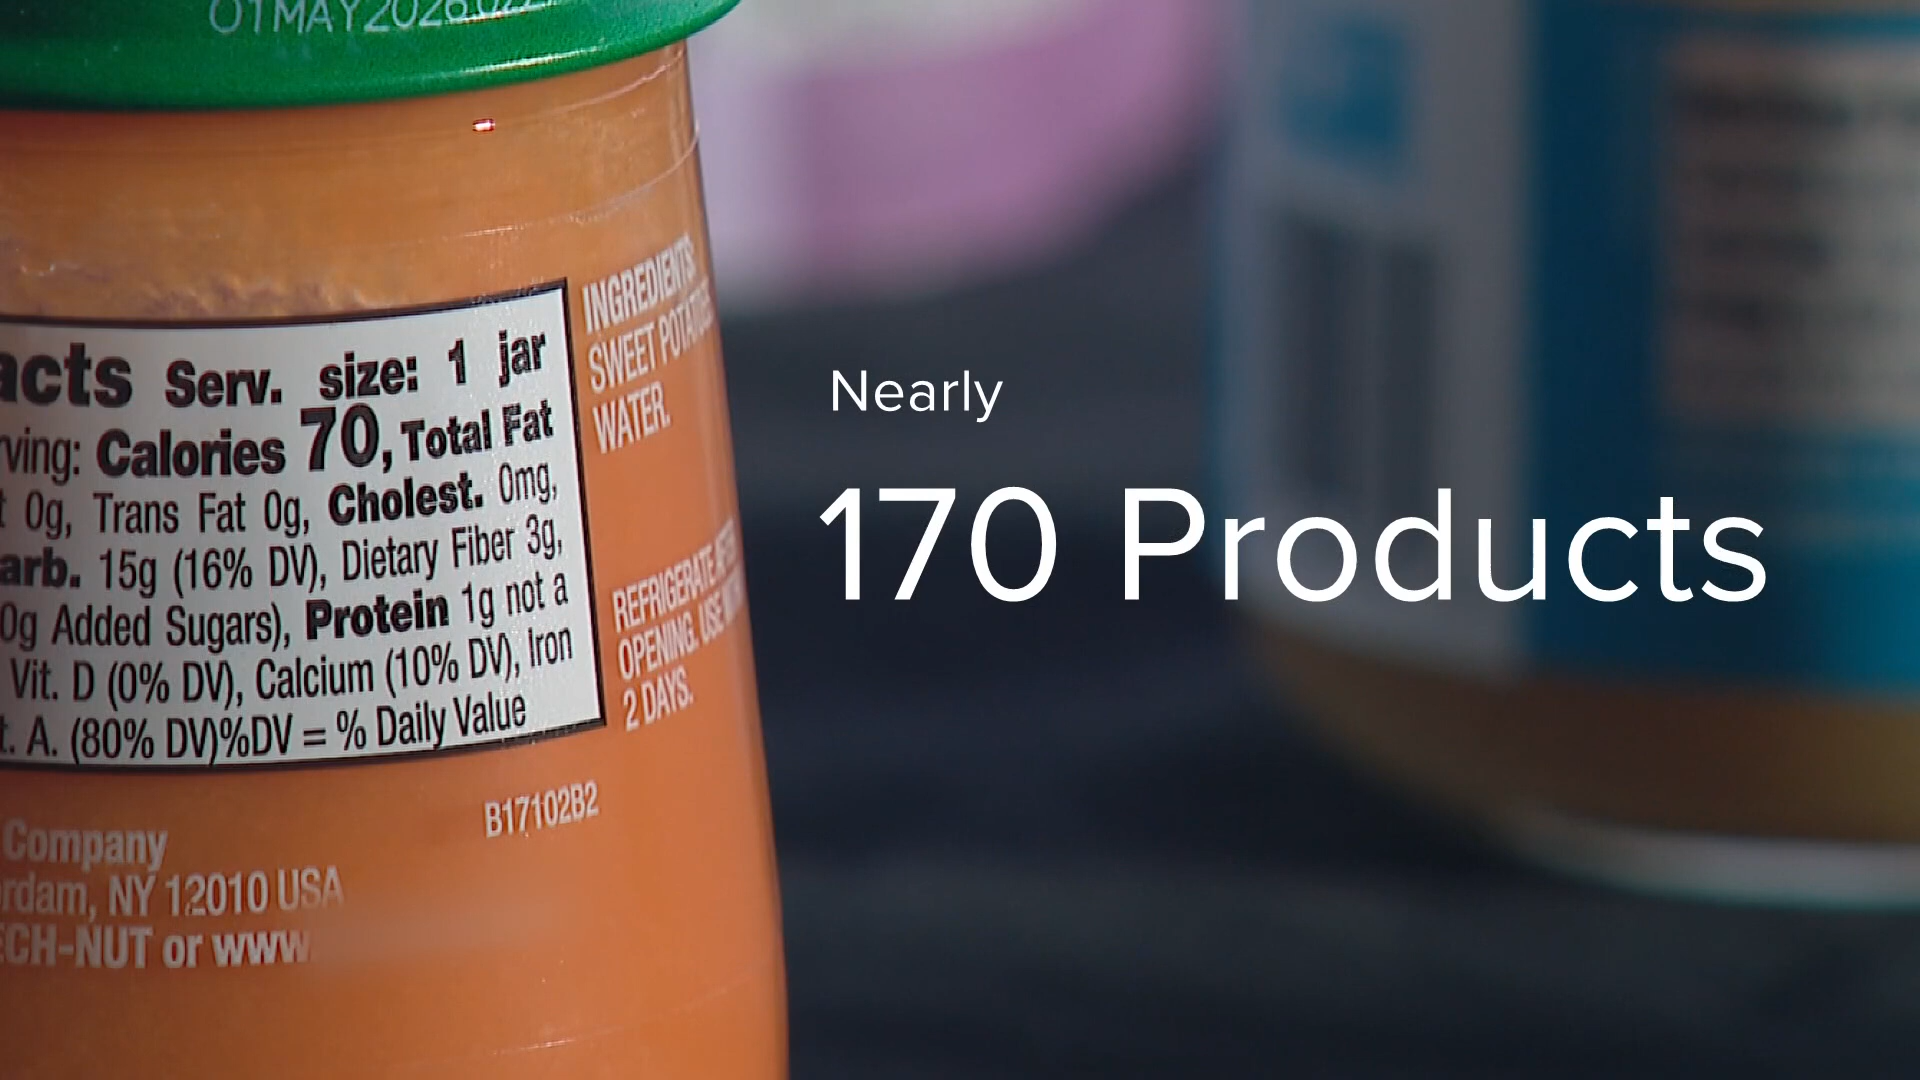 01MAY2026
acts Serv. size: 1 jar
ving: Calories 70, Total Fat
t 0g, Trans Fat 0g, Cholest. 0mg,
arb. 15g (16% DV), Dietary Fiber 3g,
0g Added Sugars), Protein 1g not a
Vit. D (0% DV), Calcium (10% DV), Iron
t. A. (80% DV)%DV = % Daily Value
INGREDIENTS:
SWEET POTATOES
WATER.
REFRIGERATE AFTER
OPENING. USE
2 DAYS.
B17102B2
Company
rdam, NY 12010 USA
ECH-NUT or www
Nearly
170 Products